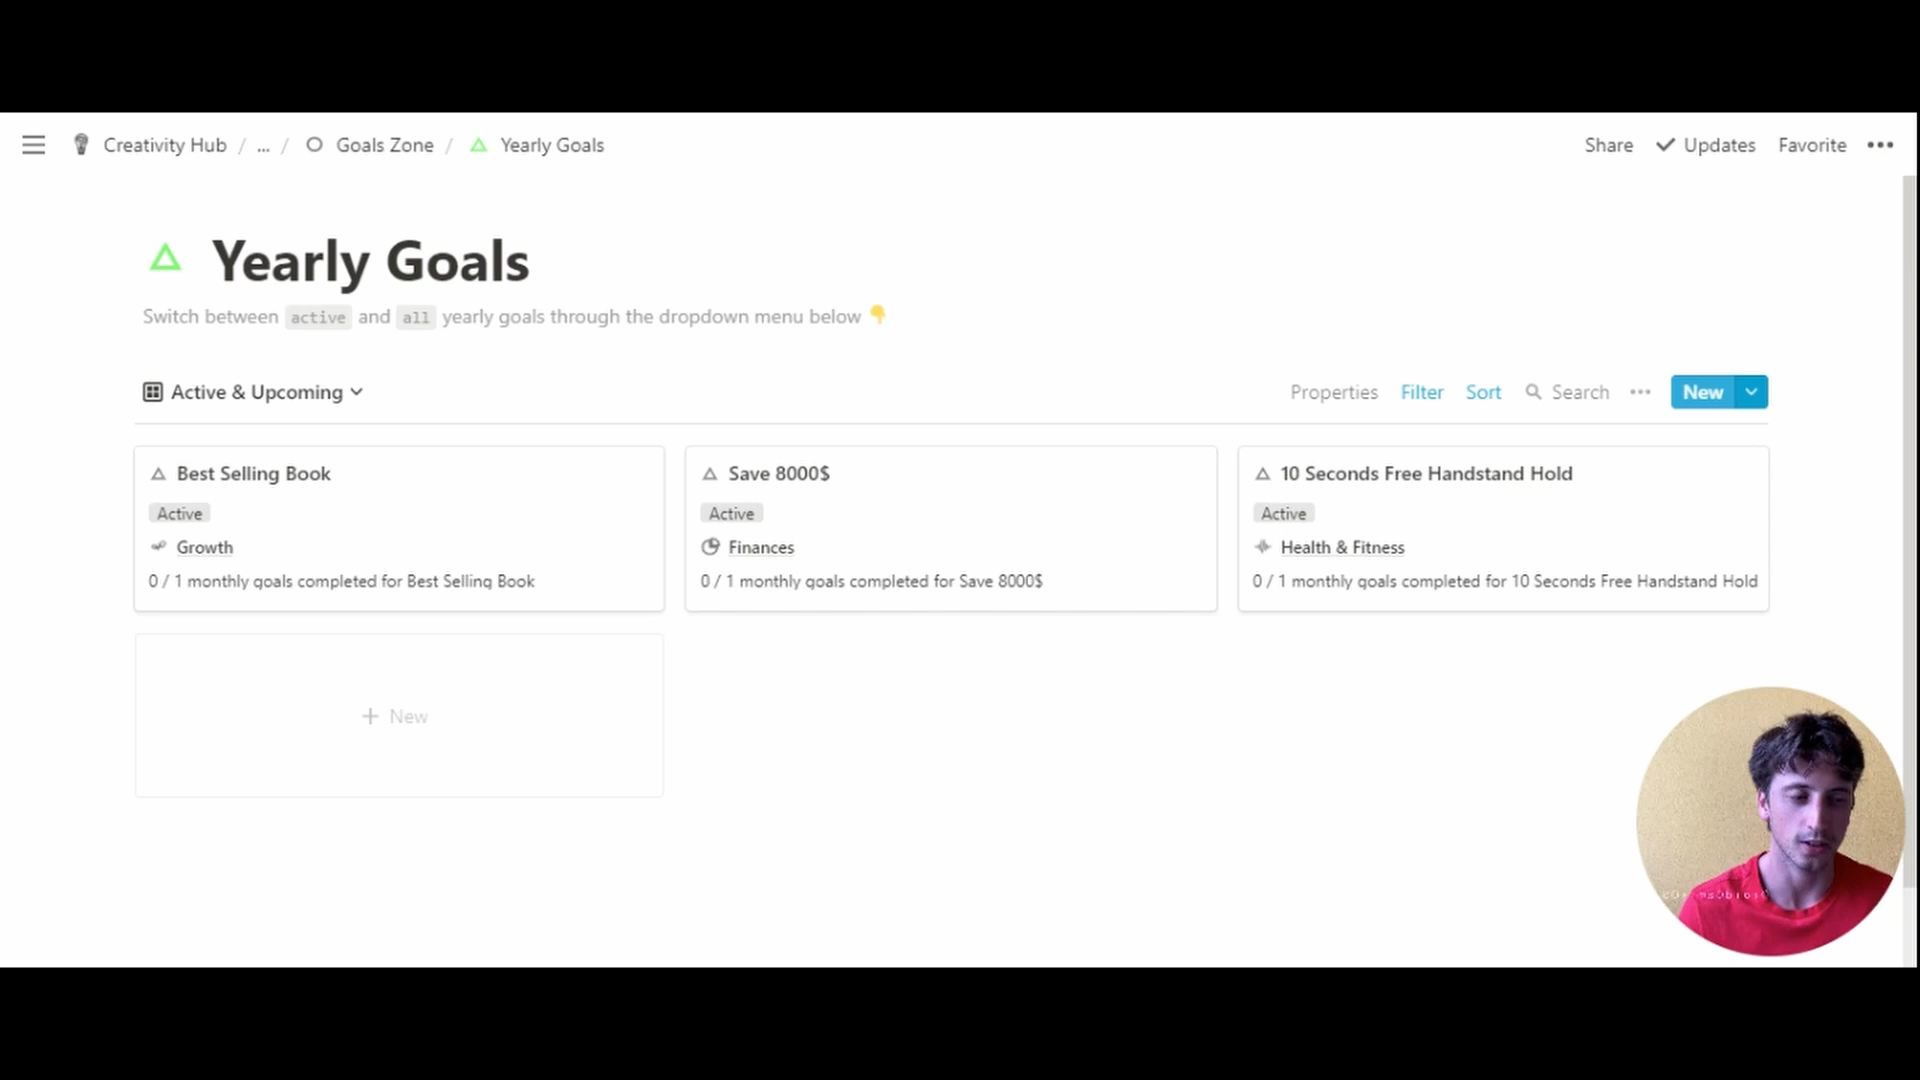 Creativity Hub / ... / Goals Zone / Yearly Goals
Share Updates Favorite
Yearly Goals
Switch between active and all yearly goals through the dropdown menu below
Active & Upcoming
Properties Filter Sort Search New
Best Selling Book
Active
Growth
0 / 1 monthly goals completed for Best Selling Book
Save 8000$
Active
Finances
0 / 1 monthly goals completed for Save 8000$
10 Seconds Free Handstand Hold
Active
Health & Fitness
0 / 1 monthly goals completed for 10 Seconds Free Handstand Hold
+ New